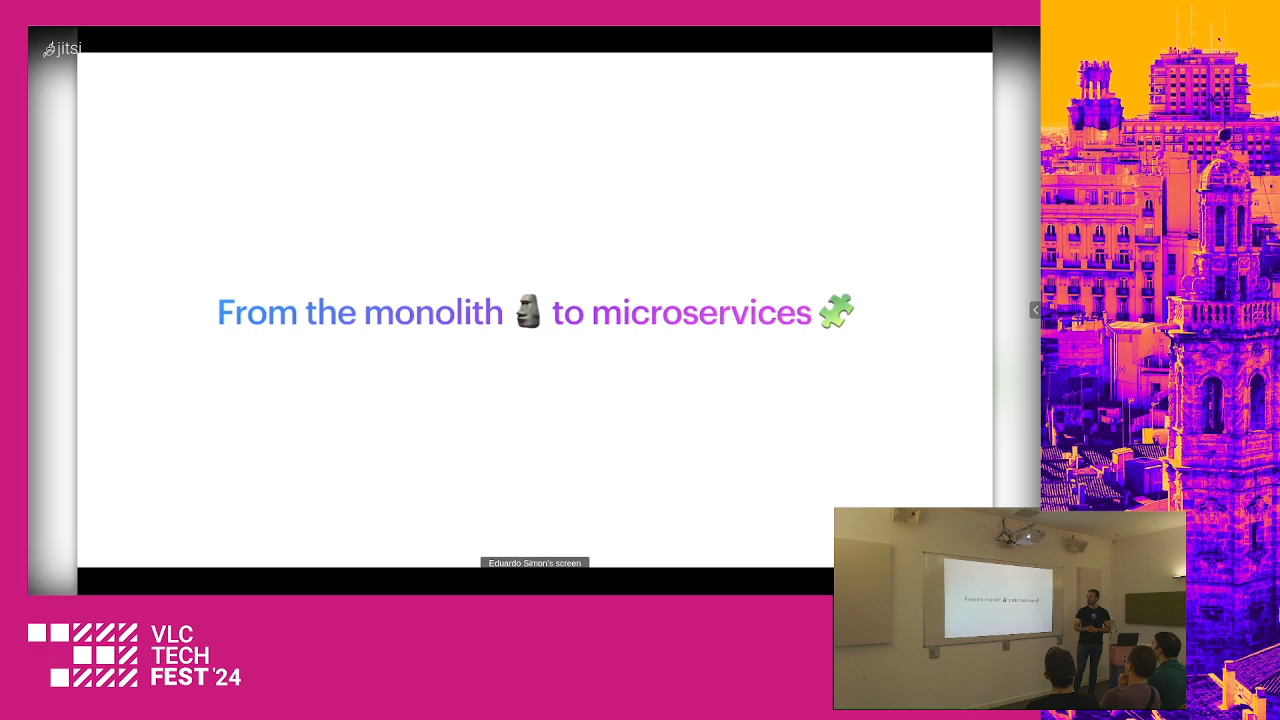 jitsi
From the monolith 🗿 to microservices 🧩
Eduardo Simon's screen
VLC
TECH
FEST '24